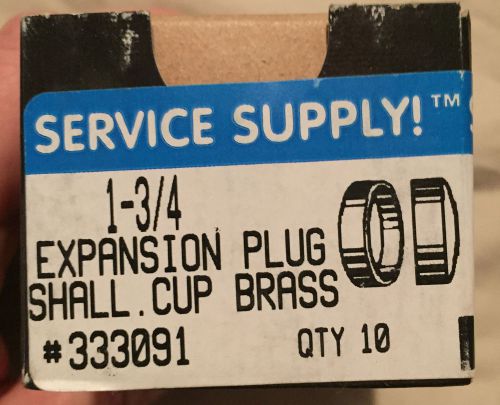 SERVICE SUPPLY!™
1-3/4
EXPANSION PLUG
SHALL.CUP BRASS
#333091 QTY 10